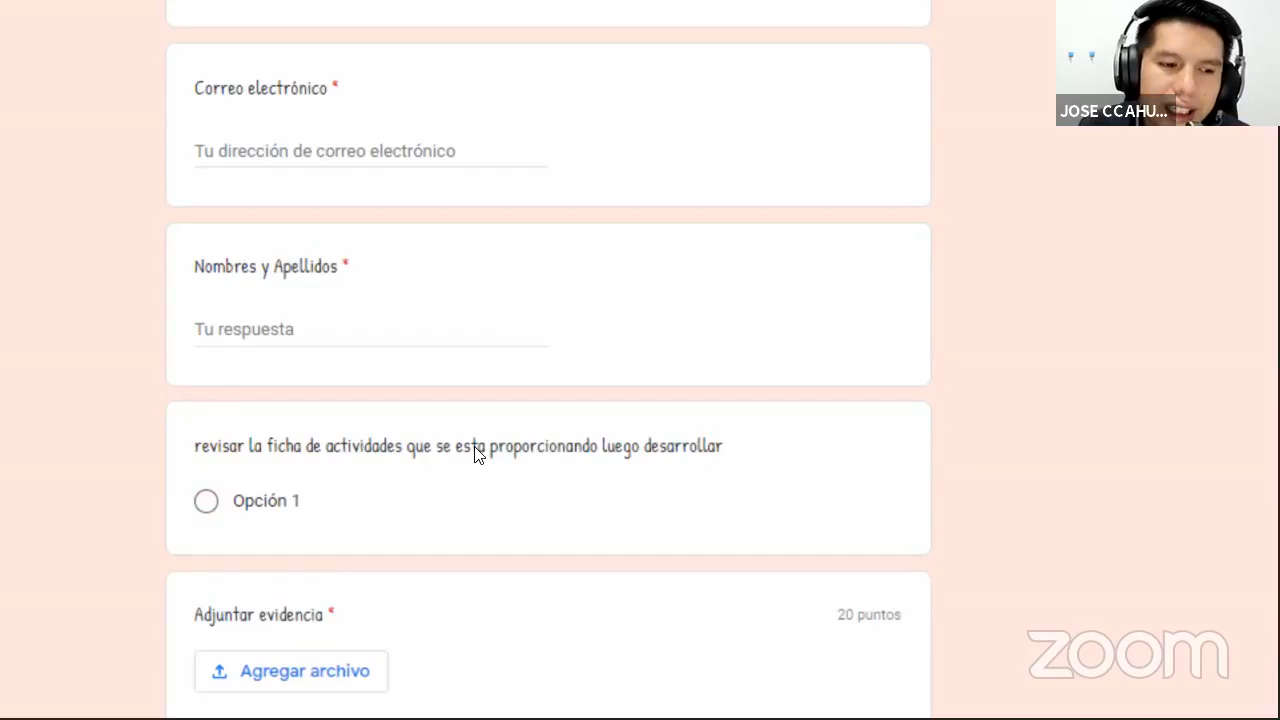 Correo electrónico *
Tu dirección de correo electrónico
JOSE CCAHU...
Nombres y Apellidos *
Tu respuesta
revisar la ficha de actividades que se esta proporcionando luego desarrollar
Opción 1
Adjuntar evidencia *
20 puntos
Agregar archivo
zoom